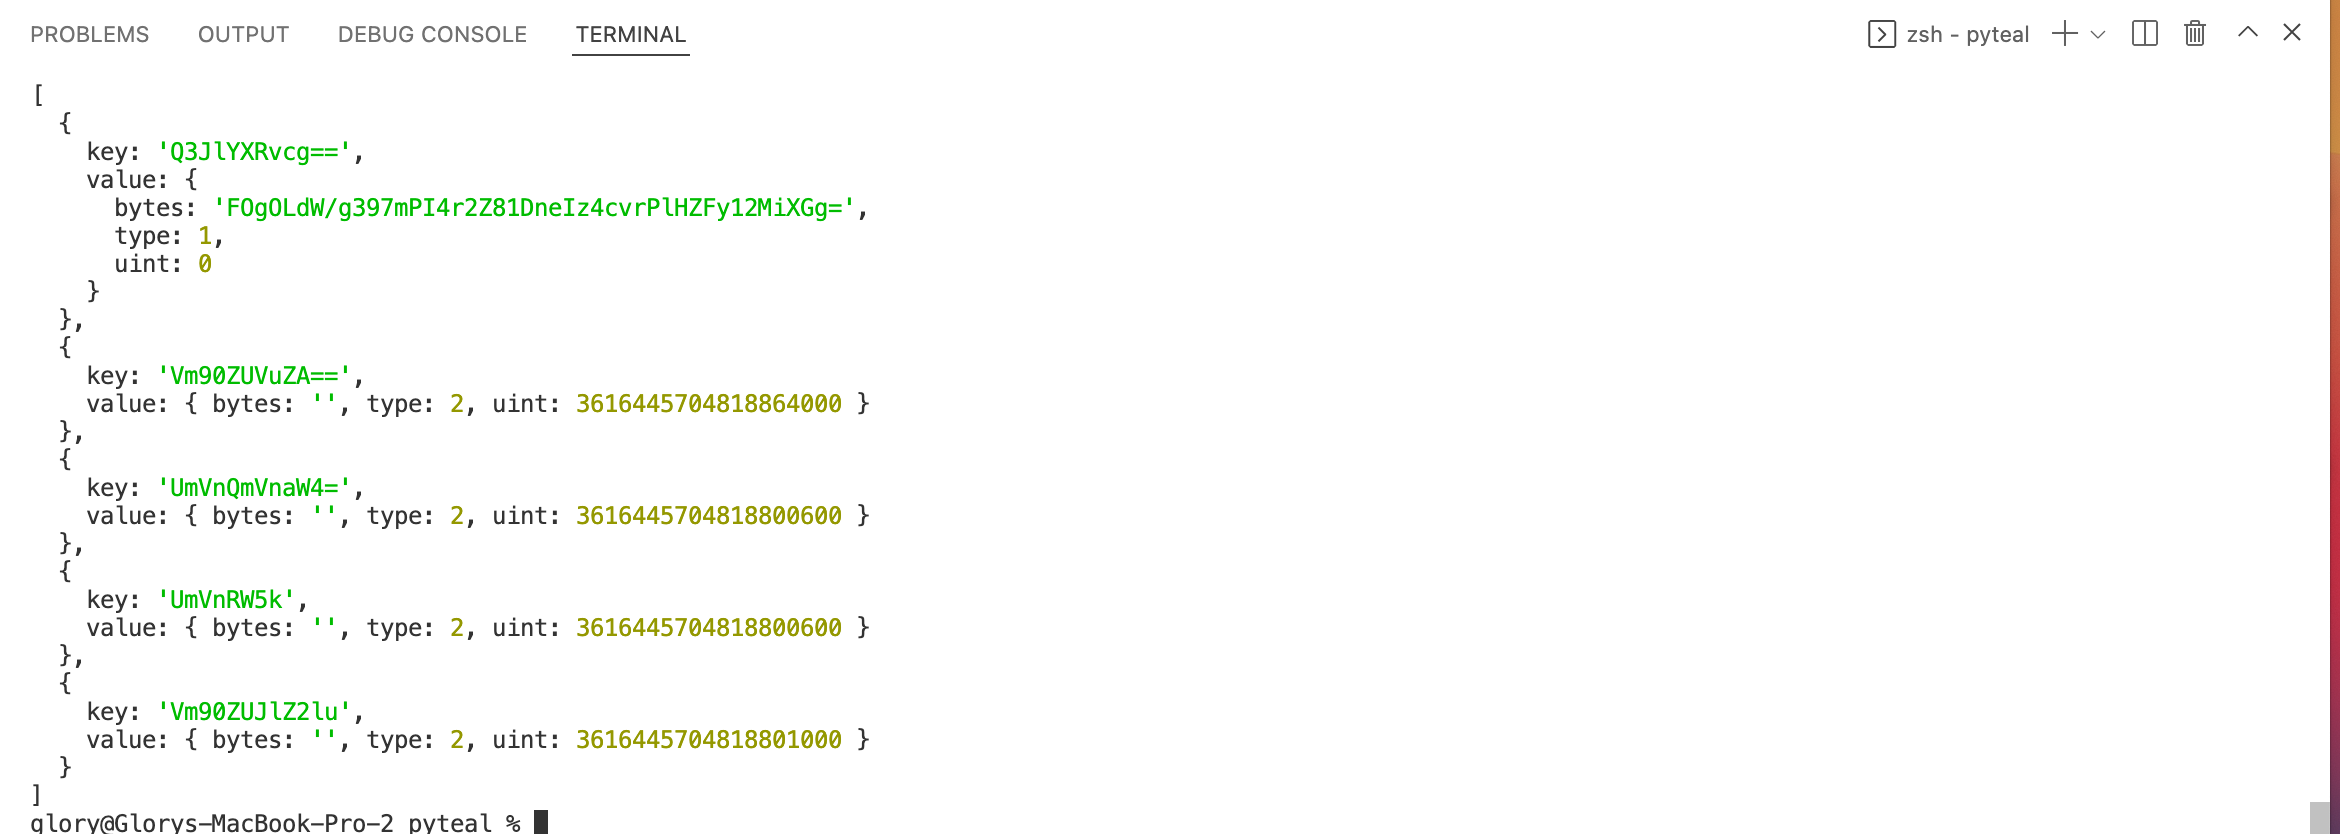 PROBLEMS OUTPUT DEBUG CONSOLE TERMINAL zsh - pyteal
[
  {
    key: 'Q3JlYXRvcg==',
    value: {
      bytes: 'FOgOLdW/g397mPI4r2Z81DneIz4cvrPlHZFy12MiXGg=',
      type: 1,
      uint: 0
    }
  },
  {
    key: 'Vm90ZUVuZA==',
    value: { bytes: '', type: 2, uint: 3616445704818864000 }
  },
  {
    key: 'UmVnQmVnaW4=',
    value: { bytes: '', type: 2, uint: 3616445704818800600 }
  },
  {
    key: 'UmVnRW5k',
    value: { bytes: '', type: 2, uint: 3616445704818800600 }
  },
  {
    key: 'Vm90ZUJlZ2lu',
    value: { bytes: '', type: 2, uint: 3616445704818801000 }
  }
]
glory@Glorys-MacBook-Pro-2 pyteal %